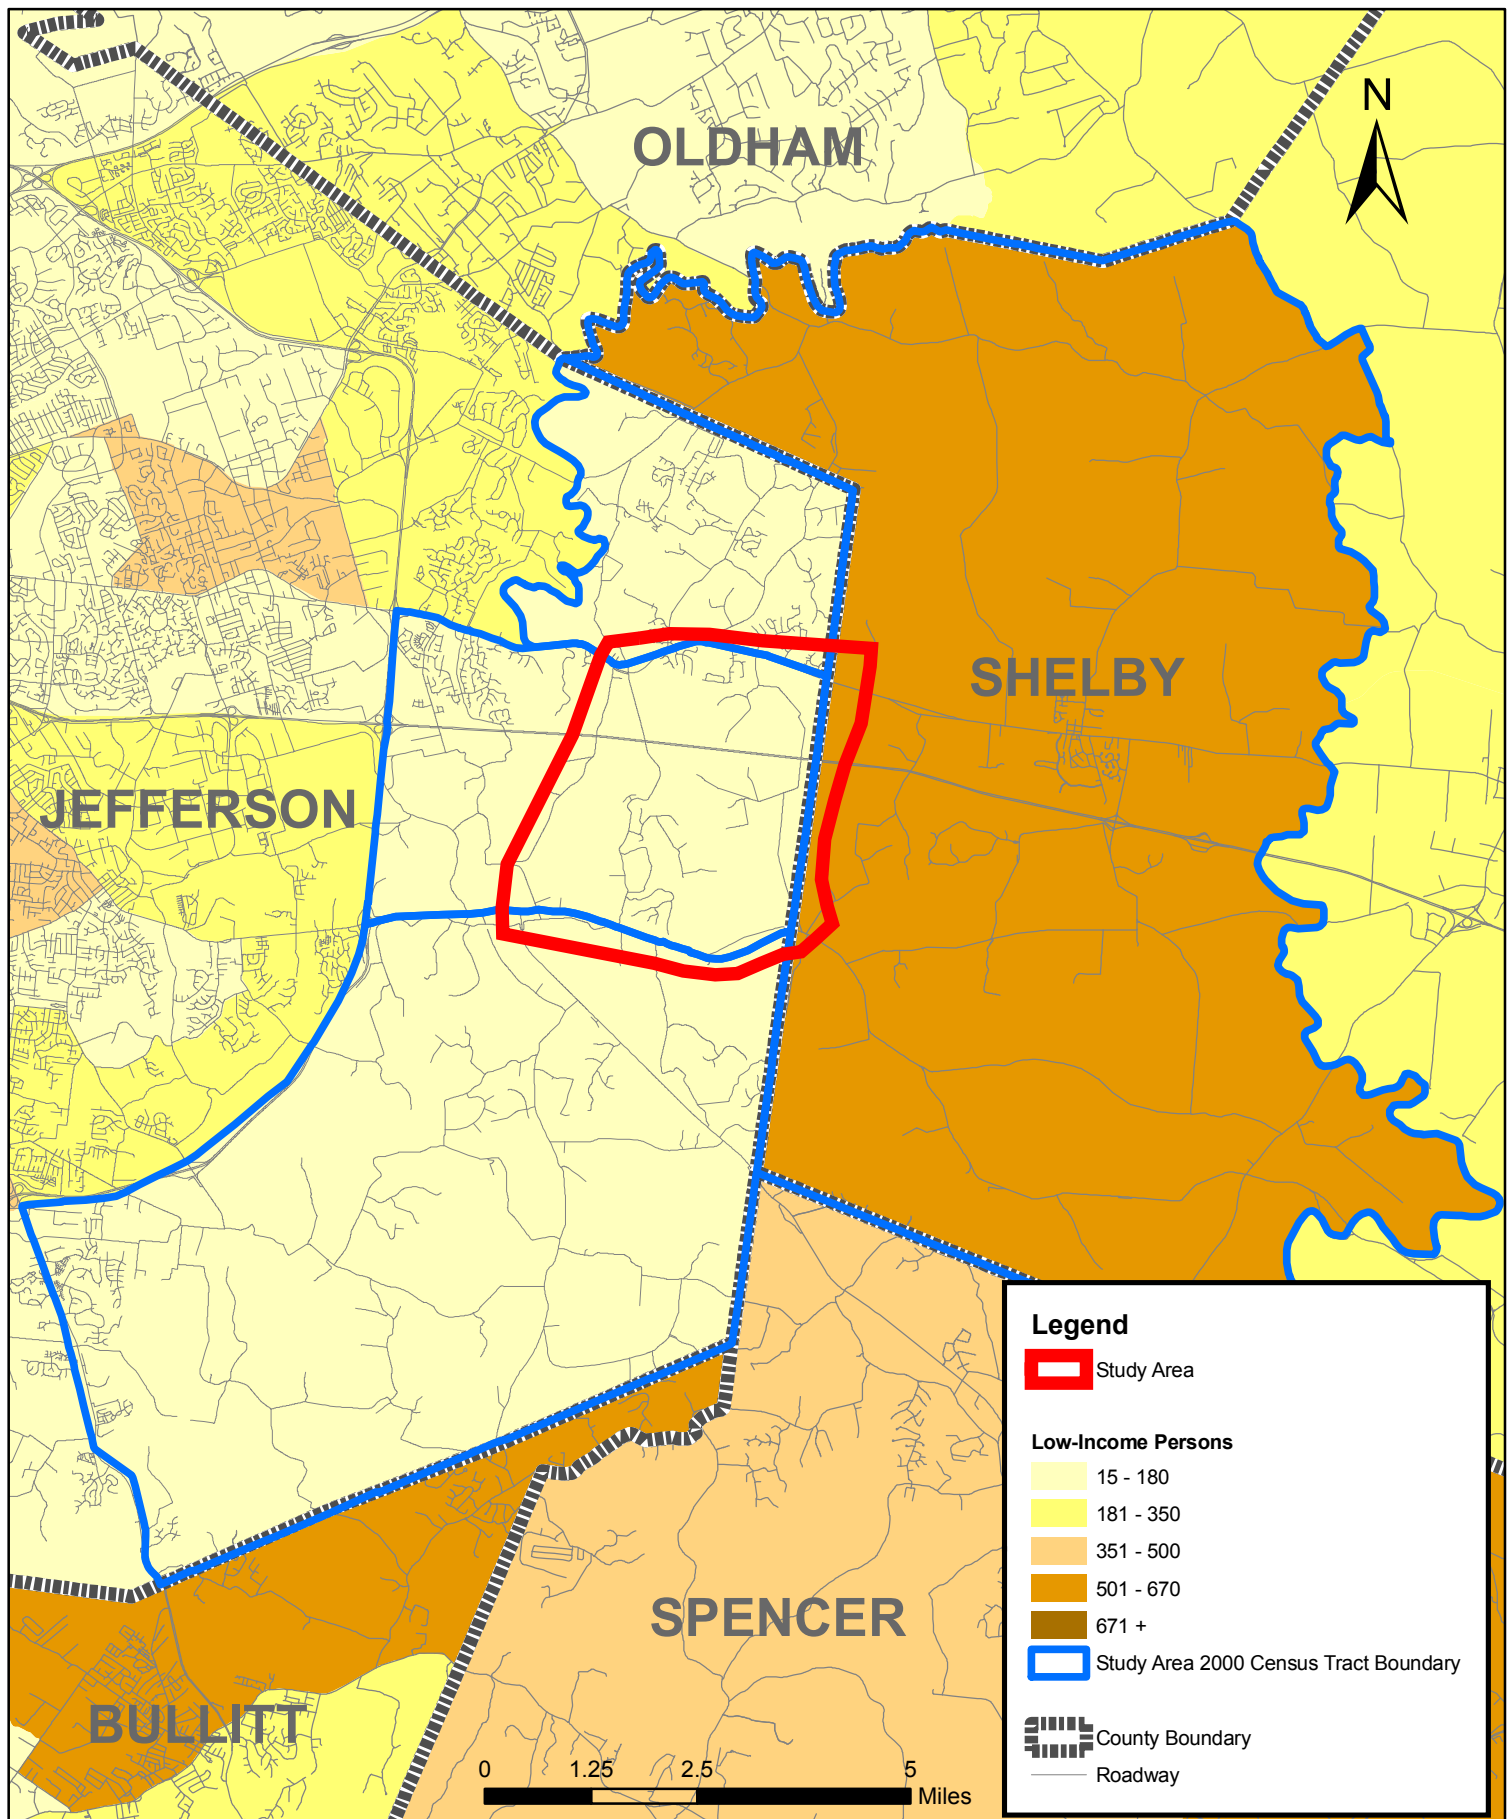 N
OLDHAM
SHELBY
JEFFERSON
SPENCER
BULLITT
Legend
Study Area
Low-Income Persons
15 - 180
181 - 350
351 - 500
501 - 670
671 +
Study Area 2000 Census Tract Boundary
County Boundary
Roadway
0 1.25 2.5 5
Miles